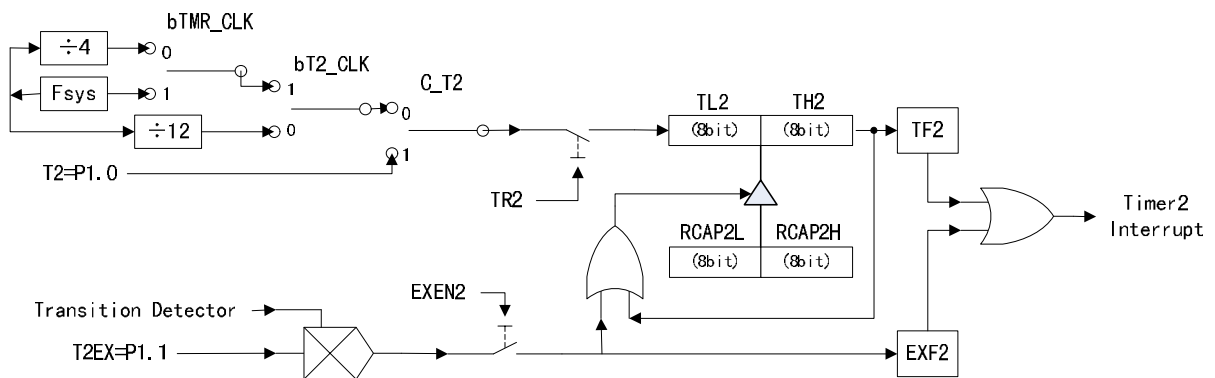 bTMR_CLK
÷4
0
bT2_CLK
Fsys
1
1
C_T2
0
÷12
0
1
T2=P1.0
TR2
TL2 TH2
(8bit) (8bit)
TF2
RCAP2L RCAP2H
(8bit) (8bit)
Timer2
Interrupt
EXEN2
Transition Detector
T2EX=P1.1
EXF2